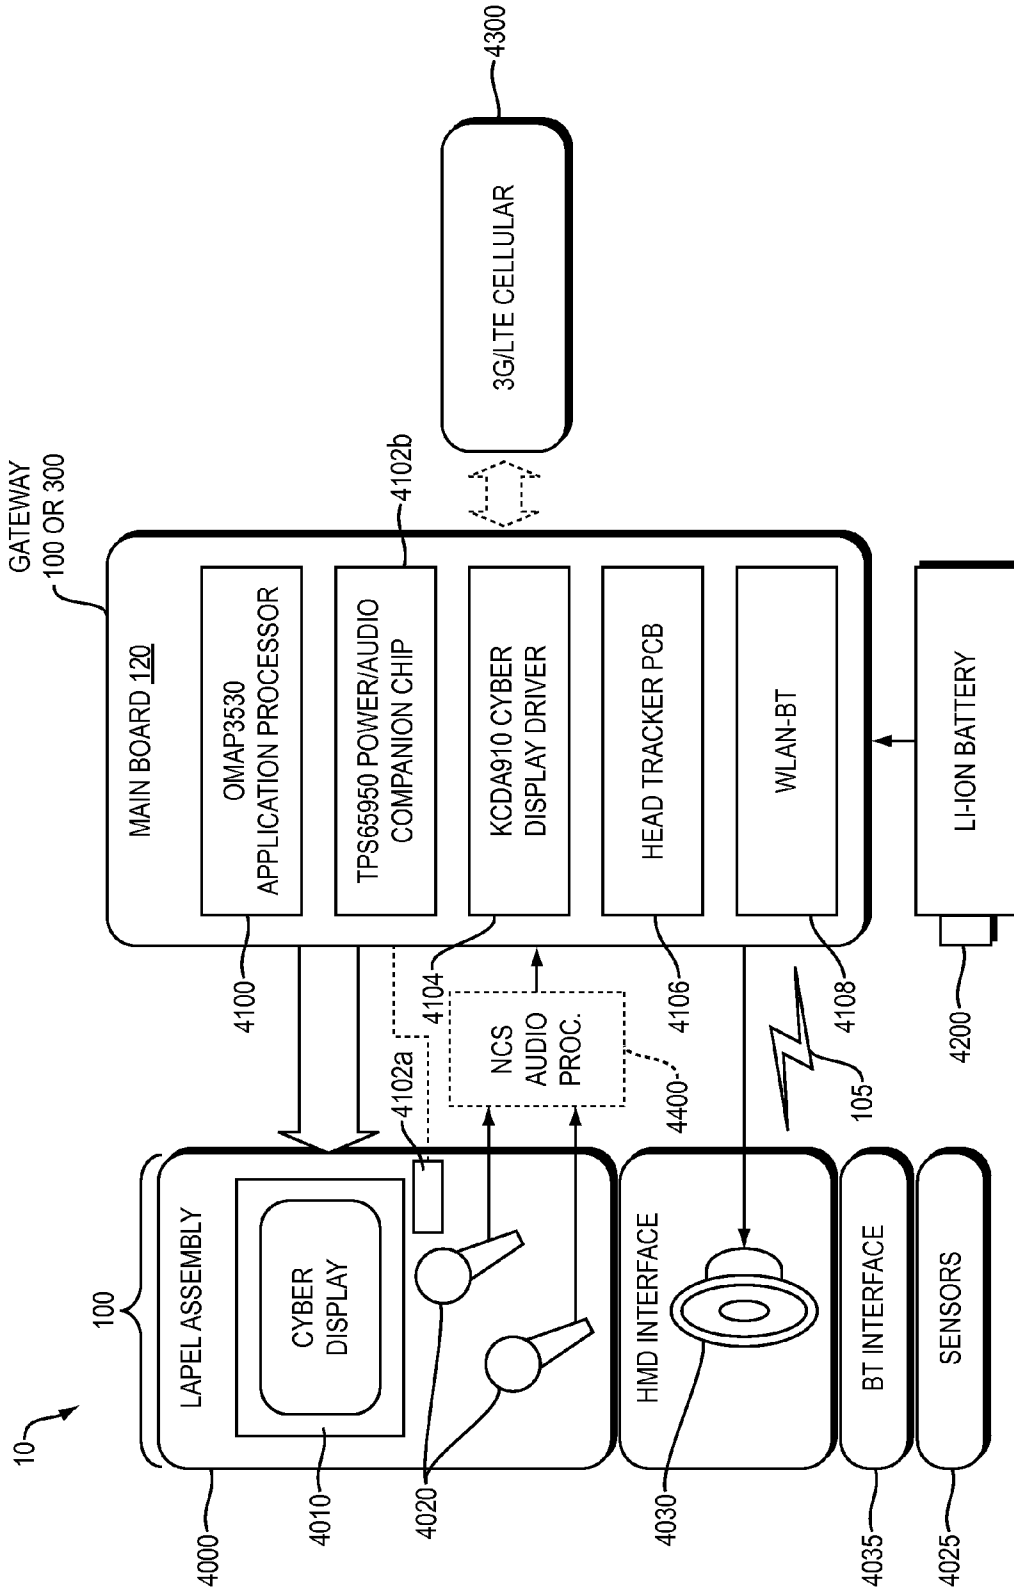 10
100
4000
LAPEL ASSEMBLY
CYBER
DISPLAY
4010
4020
4102a
HMD INTERFACE
4030
BT INTERFACE
4035
SENSORS
4025
NCS
AUDIO
PROC.
4400
105
GATEWAY
100 OR 300
MAIN BOARD 120
OMAP3530
APPLICATION PROCESSOR
4100
TPS65950 POWER/AUDIO
COMPANION CHIP
4102b
KCDA910 CYBER
DISPLAY DRIVER
4104
HEAD TRACKER PCB
4106
WLAN-BT
4108
LI-ION BATTERY
4200
3G/LTE CELLULAR
4300